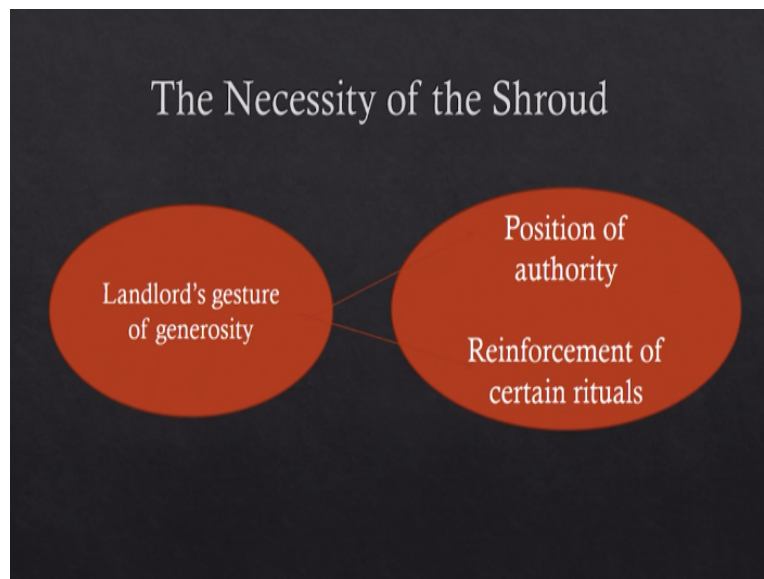 The Necessity of the Shroud
Landlord’s gesture
of generosity
Position of
authority
Reinforcement of
certain rituals